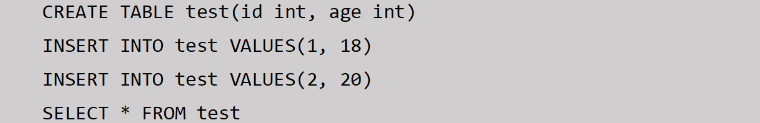 CREATE TABLE test(id int, age int)
INSERT INTO test VALUES(1, 18)
INSERT INTO test VALUES(2, 20)
SELECT * FROM test